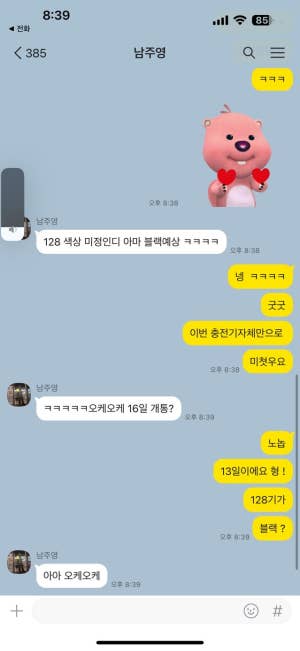 8:39
85
◀ 전화
385
남주영
ㅋㅋㅋ
오후 8:38
남주영
128 색상 미정인디 아마 블랙예상 ㅋㅋㅋㅋ
오후 8:38
넹 ㅋㅋㅋㅋ
굿굿
이번 충전기자체만으로
미쳣우요
오후 8:38
남주영
ㅋㅋㅋㅋㅋ오케오케 16일 개통?
오후 8:39
노놉
13일이에요 형 !
128기가
블랙 ?
오후 8:39
남주영
아아 오케오케
오후 8:39
#